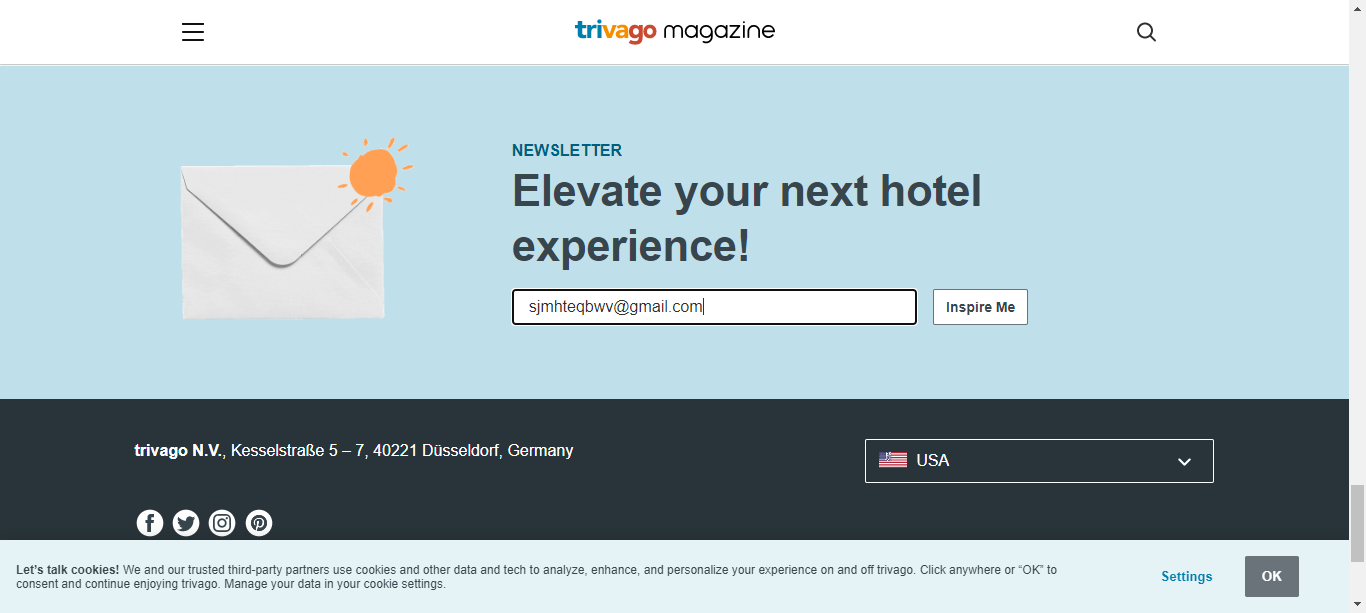 trivago magazine
NEWSLETTER
Elevate your next hotel
experience!
sjmhteqbwv@gmail.com
Inspire Me
trivago N.V., Kesselstraße 5 – 7, 40221 Düsseldorf, Germany
USA
Let’s talk cookies! We and our trusted third-party partners use cookies and other data and tech to analyze, enhance, and personalize your experience on and off trivago. Click anywhere or “OK” to
consent and continue enjoying trivago. Manage your data in your cookie settings.
Settings
OK